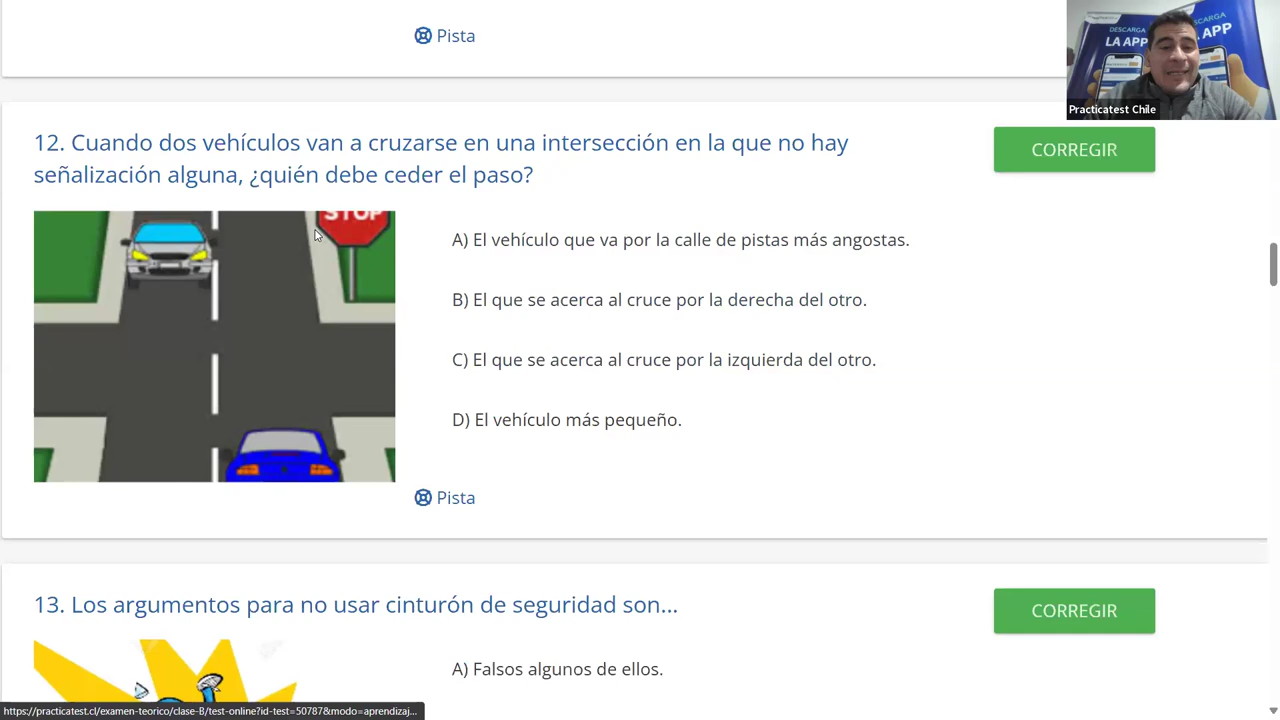 Pista
DESCARGA
LA APP
DESCARGA
LA APP
Practicatest Chile
12. Cuando dos vehículos van a cruzarse en una intersección en la que no hay
señalización alguna, ¿quién debe ceder el paso?
CORREGIR
STOP
A) El vehículo que va por la calle de pistas más angostas.
B) El que se acerca al cruce por la derecha del otro.
C) El que se acerca al cruce por la izquierda del otro.
D) El vehículo más pequeño.
Pista
13. Los argumentos para no usar cinturón de seguridad son...
CORREGIR
A) Falsos algunos de ellos.
https://practicatest.cl/examen-teorico/clase-B/test-online?id-test=50787&modo=aprendizaj...